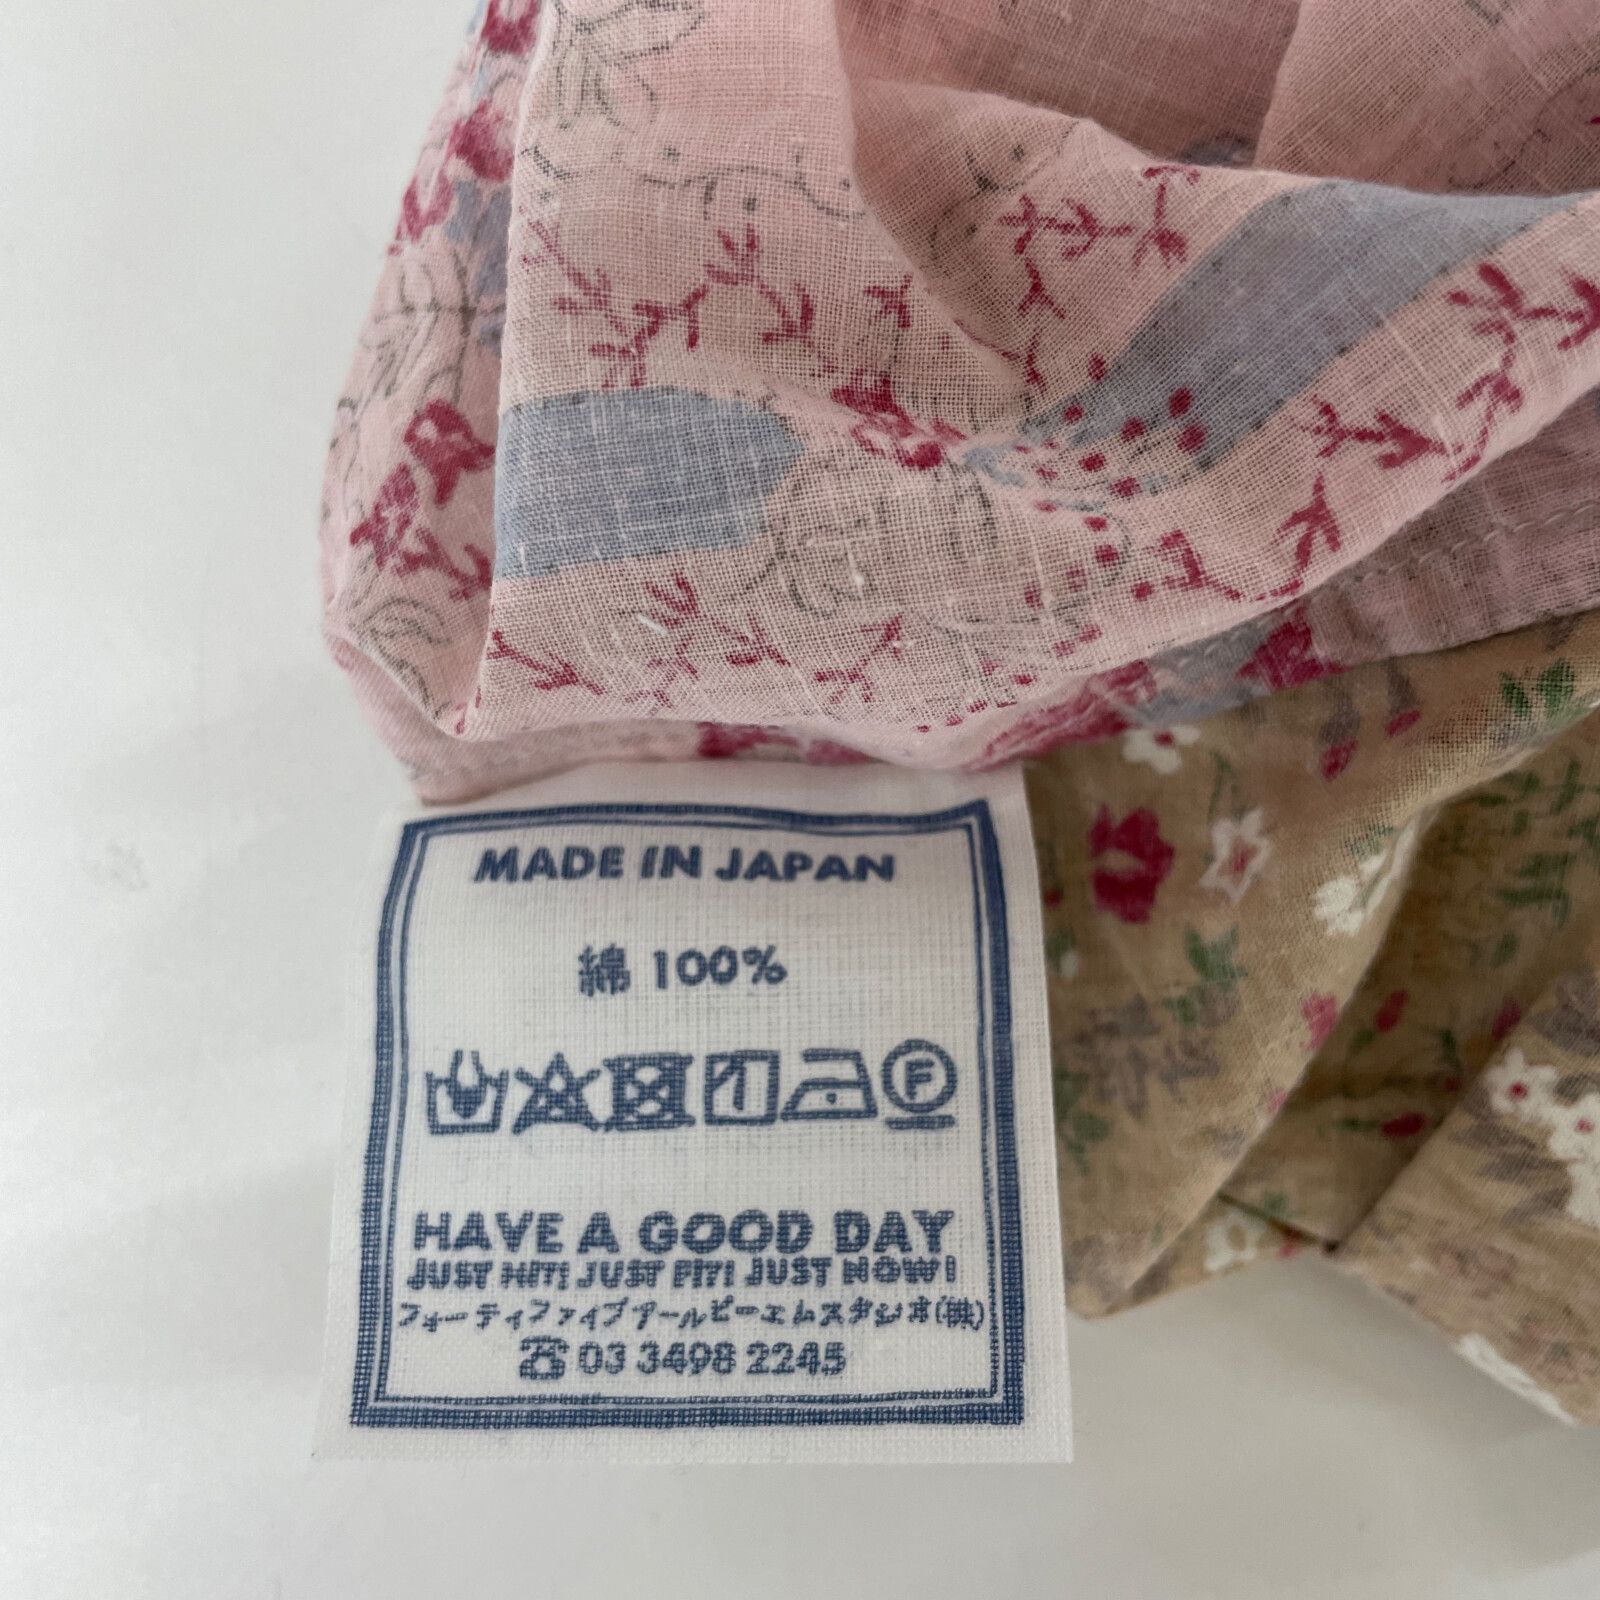 MADE IN JAPAN
綿 100%
F
HAVE A GOOD DAY
JUST HIT! JUST FIT! JUST NOW!
フォーティファイブアールピーエムスタジオ(株)
☎03 3498 2245